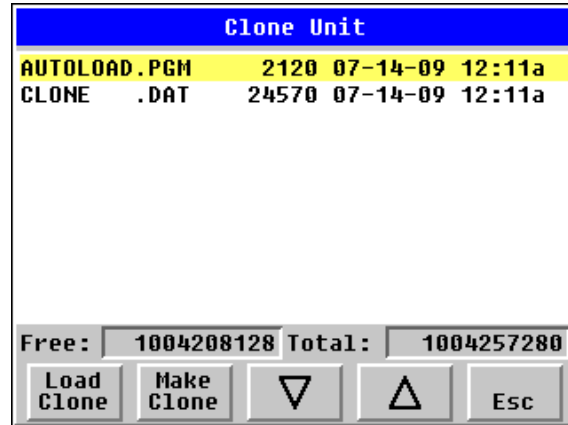 Clone Unit
AUTOLOAD.PGM 2120 07-14-09 12:11a
CLONE .DAT 24570 07-14-09 12:11a
Free: 1004208128 Total: 1004257280
Load Clone
Make Clone
Esc